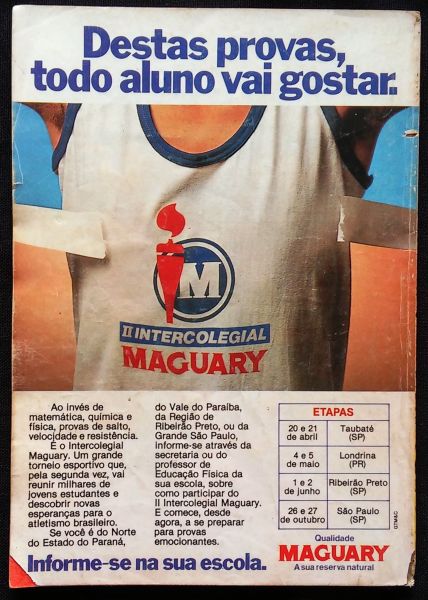 Destas provas,
todo aluno vai gostar.
M
II INTERCOLEGIAL
MAGUARY
Ao invés de
matemática, química e
física, provas de salto,
velocidade e resistência.
É o Intercolegial
Maguary. Um grande
torneio esportivo que,
pela segunda vez, vai
reunir milhares de
jovens estudantes e
descobrir novas
esperanças para o
atletismo brasileiro.
Se você é do Norte
do Estado do Paraná,
do Vale do Paraíba,
da Região de
Ribeirão Preto, ou da
Grande São Paulo,
informe-se através da
secretaria ou do
professor de
Educação Física da
sua escola, sobre
como participar do
II Intercolegial Maguary.
E comece, desde
agora, a se preparar
para provas
emocionantes.
ETAPAS
20 e 21 Taubaté
de abril (SP)
4 e 5 Londrina
de maio (PR)
1 e 2 Ribeirão Preto
de junho (SP)
26 e 27 São Paulo
de outubro (SP)
GTM&C
Informe-se na sua escola.
Qualidade
MAGUARY
A sua reserva natural